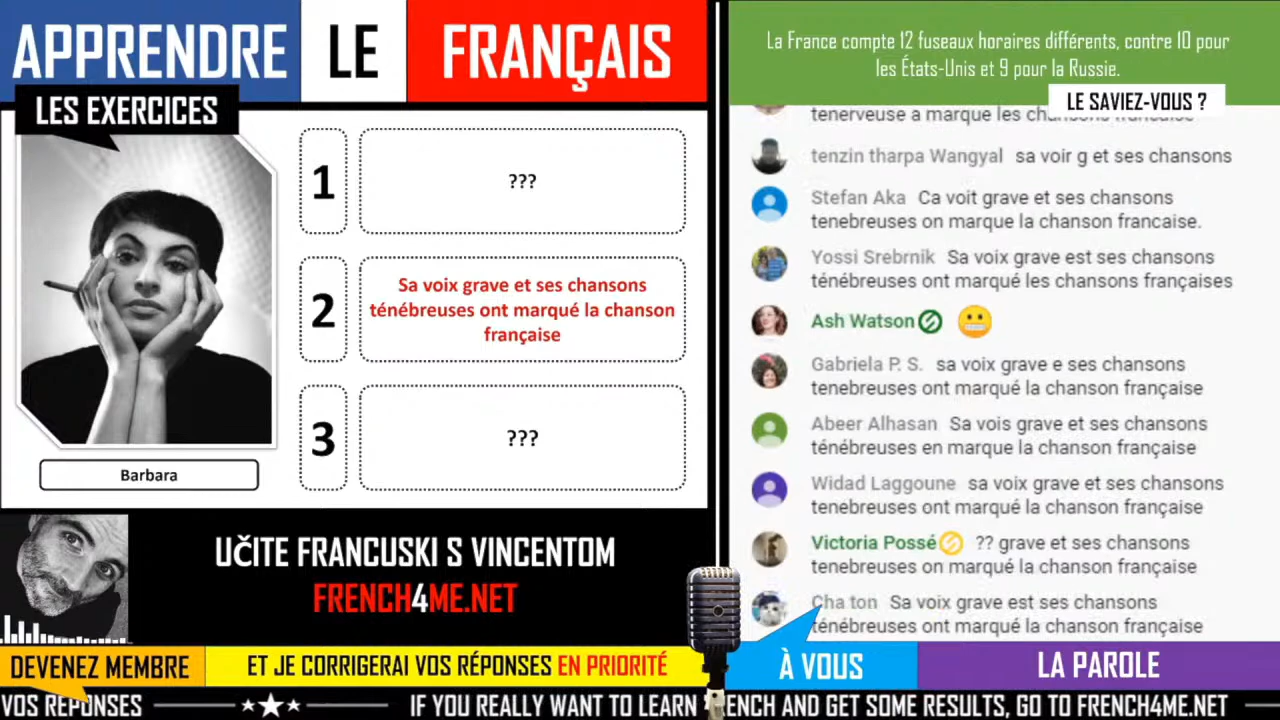 APPRENDRE LE FRANÇAIS
LES EXERCICES
1
???
2
Sa voix grave et ses chansons
ténébreuses ont marqué la chanson
française
3
???
Barbara
UČITE FRANCUSKI S VINCENTOM
FRENCH4ME.NET
DEVENEZ MEMBRE
ET JE CORRIGERAI VOS RÉPONSES EN PRIORITÉ
La France compte 12 fuseaux horaires différents, contre 10 pour
les États-Unis et 9 pour la Russie.
LE SAVIEZ-VOUS ?
tenerveuse a marque les chansons francaise
tenzin tharpa Wangyal sa voir g et ses chansons
Stefan Aka Ca voit grave et ses chansons
tenebreuses on marque la chanson francaise.
Yossi Srebrnik Sa voix grave est ses chansons
ténébreuses ont marqué les chansons françaises
Ash Watson
Gabriela P. S. sa voix grave e ses chansons
tenebreuses ont marqué la chanson française
Abeer Alhasan Sa vois grave et ses chansons
ténébreuses en marque la chanson française
Widad Laggoune sa voix grave et ses chansons
tenebreuses ont marqué la chanson française
Victoria Possé ?? grave et ses chansons
tenebreuses on marque la chanson française
Cha ton Sa voix grave est ses chansons
ténébreuses ont marqué la chanson française
À VOUS
LA PAROLE
VOS RÉPONSES
IF YOU REALLY WANT TO LEARN FRENCH AND GET SOME RESULTS, GO TO FRENCH4ME.NET